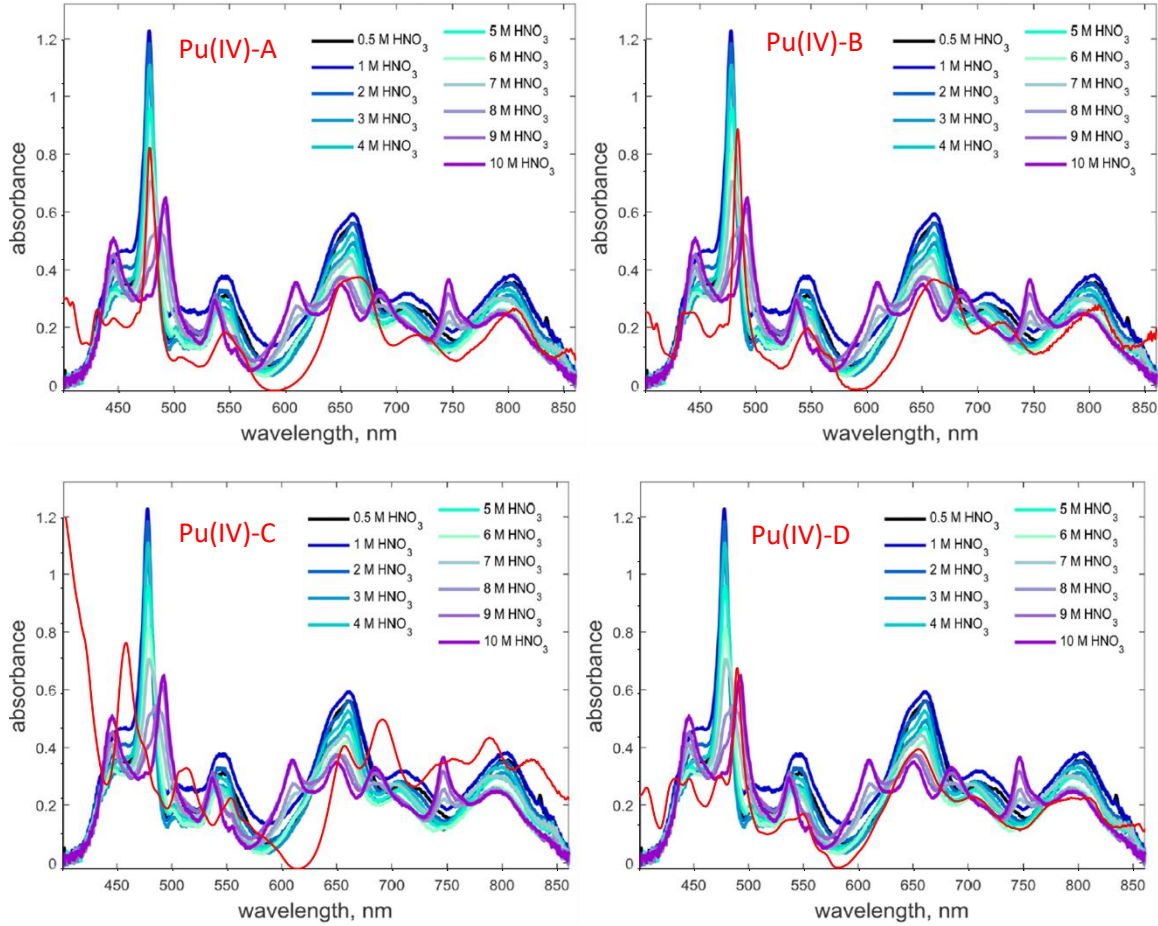 Pu(IV)-A
0.5 M HNO3
1 M HNO3
2 M HNO3
3 M HNO3
4 M HNO3
5 M HNO3
6 M HNO3
7 M HNO3
8 M HNO3
9 M HNO3
10 M HNO3
absorbance
1.2
1
0.8
0.6
0.4
0.2
0
450 500 550 600 650 700 750 800 850
wavelength, nm
Pu(IV)-B
0.5 M HNO3
1 M HNO3
2 M HNO3
3 M HNO3
4 M HNO3
5 M HNO3
6 M HNO3
7 M HNO3
8 M HNO3
9 M HNO3
10 M HNO3
absorbance
1.2
1
0.8
0.6
0.4
0.2
0
450 500 550 600 650 700 750 800 850
wavelength, nm
Pu(IV)-C
0.5 M HNO3
1 M HNO3
2 M HNO3
3 M HNO3
4 M HNO3
5 M HNO3
6 M HNO3
7 M HNO3
8 M HNO3
9 M HNO3
10 M HNO3
absorbance
1.2
1
0.8
0.6
0.4
0.2
0
450 500 550 600 650 700 750 800 850
wavelength, nm
Pu(IV)-D
0.5 M HNO3
1 M HNO3
2 M HNO3
3 M HNO3
4 M HNO3
5 M HNO3
6 M HNO3
7 M HNO3
8 M HNO3
9 M HNO3
10 M HNO3
absorbance
1.2
1
0.8
0.6
0.4
0.2
0
450 500 550 600 650 700 750 800 850
wavelength, nm